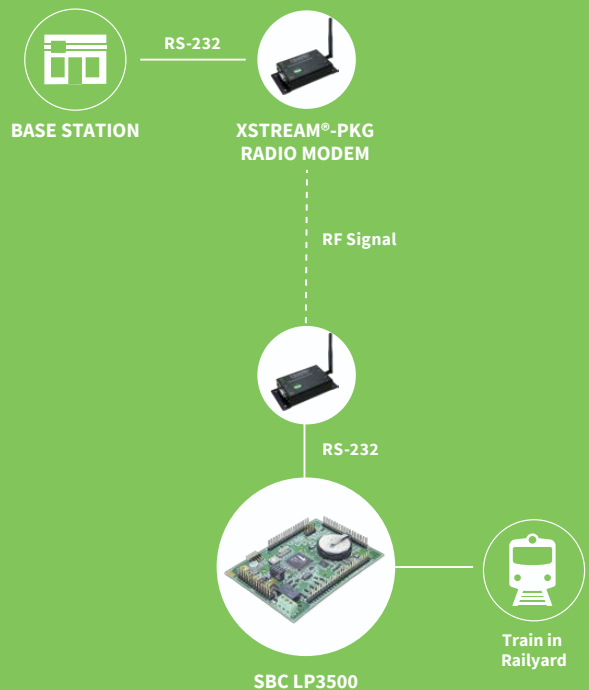 RS-232
BASE STATION
XSTREAM®-PKG
RADIO MODEM
RF Signal
RS-232
SBC LP3500
Train in
Railyard